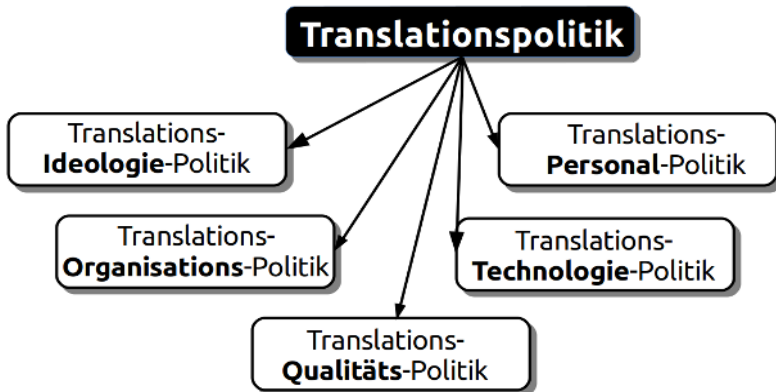 Translationspolitik
Translations-
Ideologie-Politik
Translations-
Personal-Politik
Translations-
Organisations-Politik
Translations-
Technologie-Politik
Translations-
Qualitäts-Politik